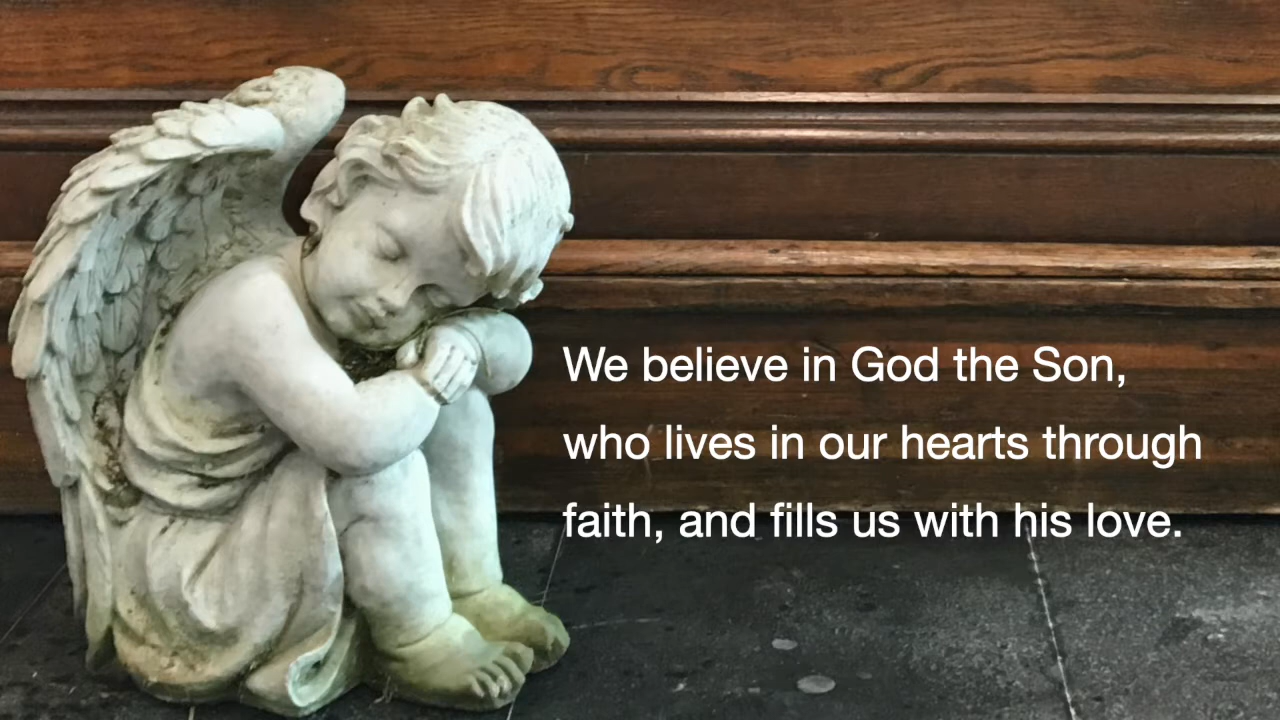 We believe in God the Son,
who lives in our hearts through
faith, and fills us with his love.